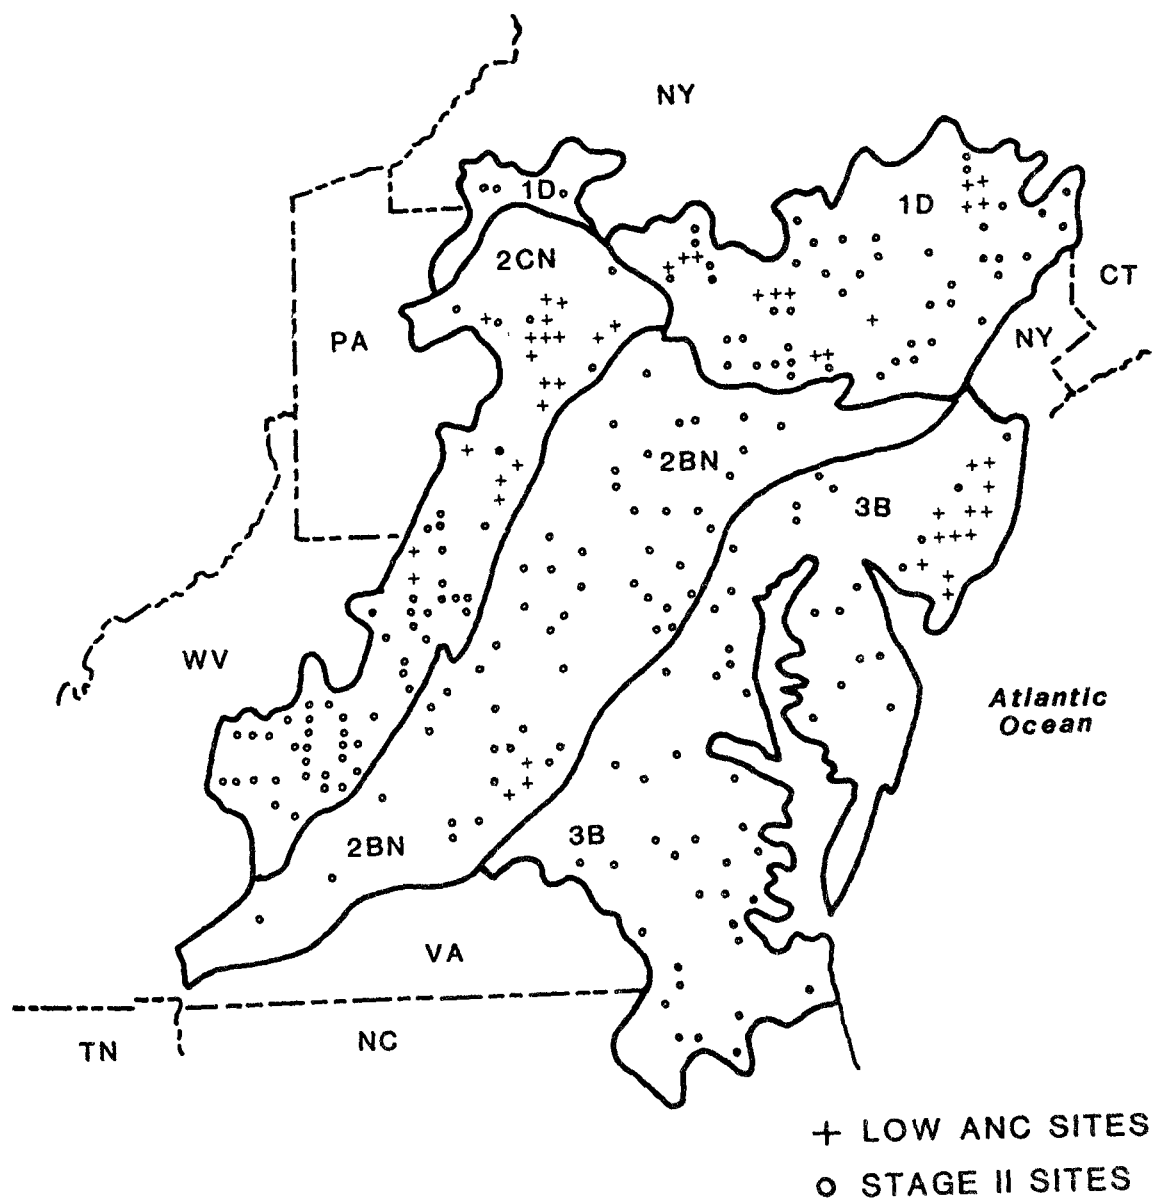 NY
1D
1D
2CN
CT
PA
NY
2BN
3B
WV
Atlantic
Ocean
3B
2BN
VA
TN
NC
+ LOW ANC SITES
o STAGE II SITES